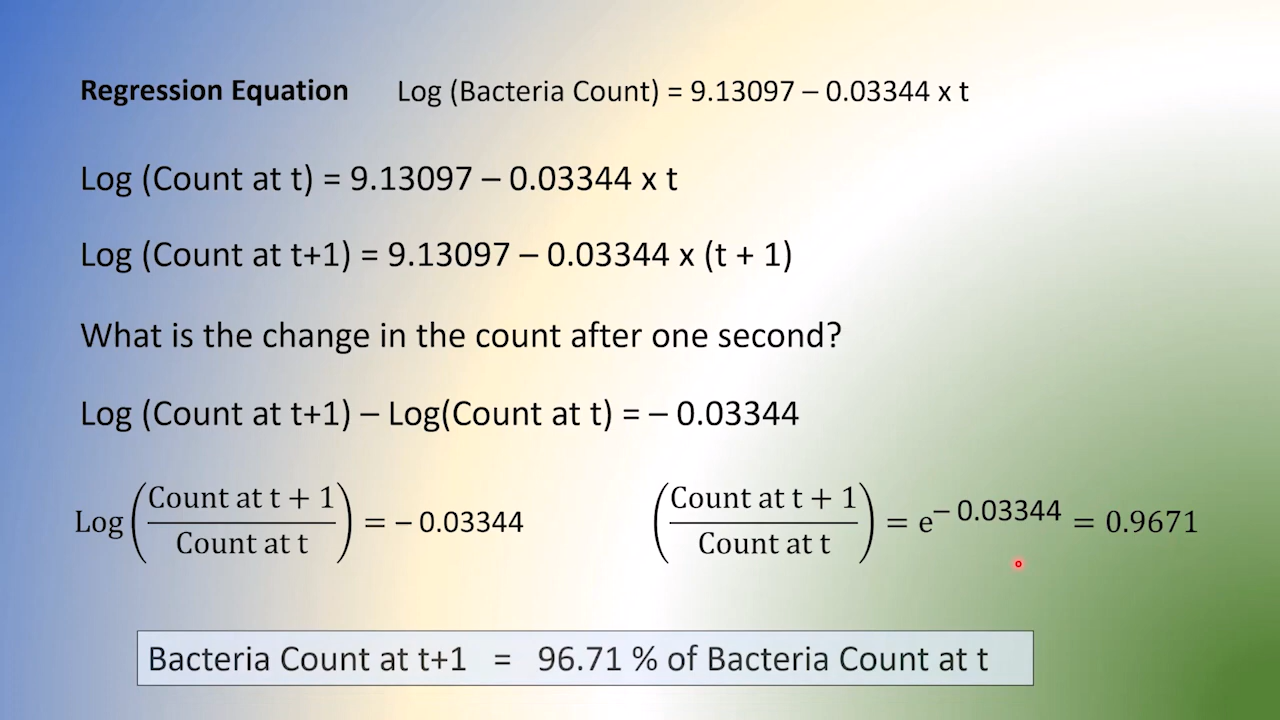 Regression Equation Log (Bacteria Count) = 9.13097 – 0.03344 x t
Log (Count at t) = 9.13097 – 0.03344 x t
Log (Count at t+1) = 9.13097 – 0.03344 x (t + 1)
What is the change in the count after one second?
Log (Count at t+1) – Log(Count at t) = – 0.03344
Log (Count at t + 1 / Count at t) = – 0.03344 (Count at t + 1 / Count at t) = e^– 0.03344 = 0.9671
Bacteria Count at t+1 = 96.71 % of Bacteria Count at t